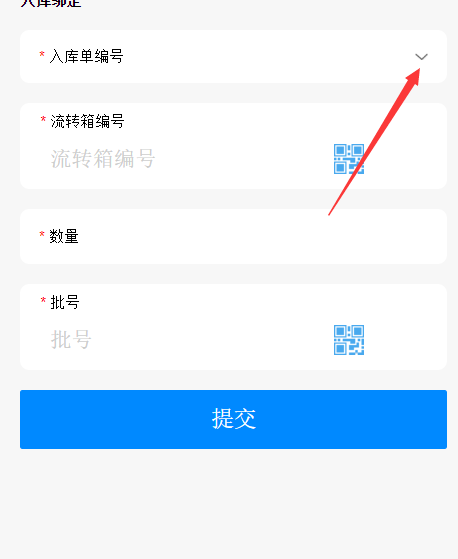 入库绑定
* 入库单编号
* 流转箱编号
流转箱编号
* 数量
* 批号
批号
提交